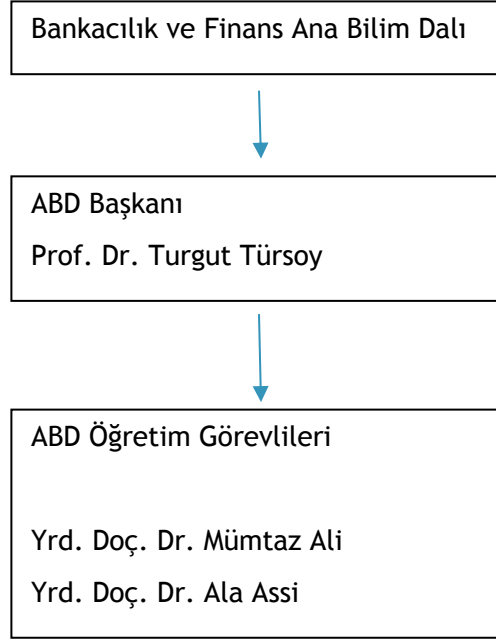 Bankacılık ve Finans Ana Bilim Dalı
ABD Başkanı
Prof. Dr. Turgut Türsoy
ABD Öğretim Görevlileri
Yrd. Doç. Dr. Mümtaz Ali
Yrd. Doç. Dr. Ala Assi